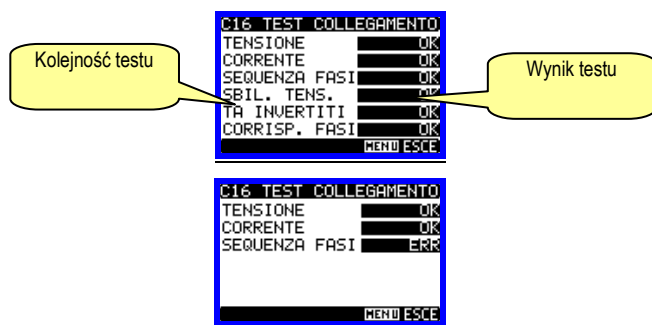 C16 TEST COLLEGAMENTO
TENSIONE OK
CORRENTE OK
SEQUENZA FASI OK
SBIL. TENS. OK
TA INVERTITI OK
CORRISP. FASI OK
MENU ESCE
Kolejność testu
Wynik testu
C16 TEST COLLEGAMENTO
TENSIONE OK
CORRENTE OK
SEQUENZA FASI ERR
MENU ESCE